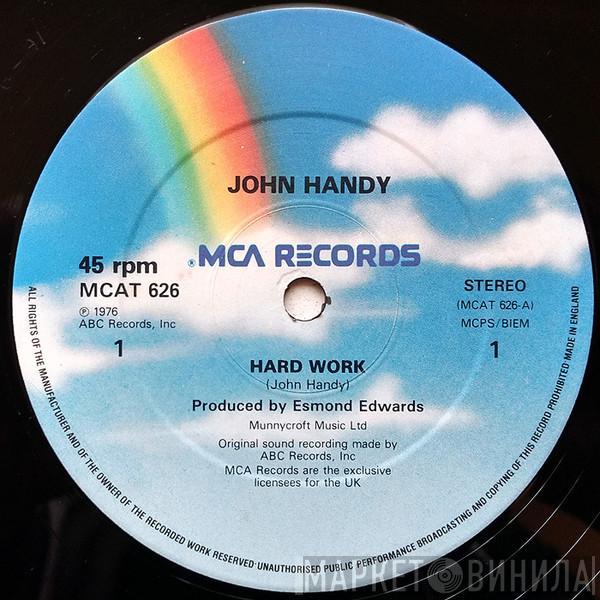 JOHN HANDY
® MCA RECORDS
45 rpm
MCAT 626
℗ 1976
ABC Records, Inc
1
STEREO
(MCAT 626-A)
MCPS/BIEM
1
HARD WORK
(John Handy)
Produced by Esmond Edwards
Munnycroft Music Ltd
Original sound recording made by
ABC Records, Inc
MCA Records are the exclusive
licensees for the UK
ALL RIGHTS OF THE MANUFACTURER AND OF THE OWNER OF THE RECORDED WORK RESERVED·UNAUTHORISED PUBLIC PERFORMANCE BROADCASTING AND COPYING OF THIS RECORD PROHIBITED MADE IN ENGLAND
МАРКЕТ ВИНИЛА